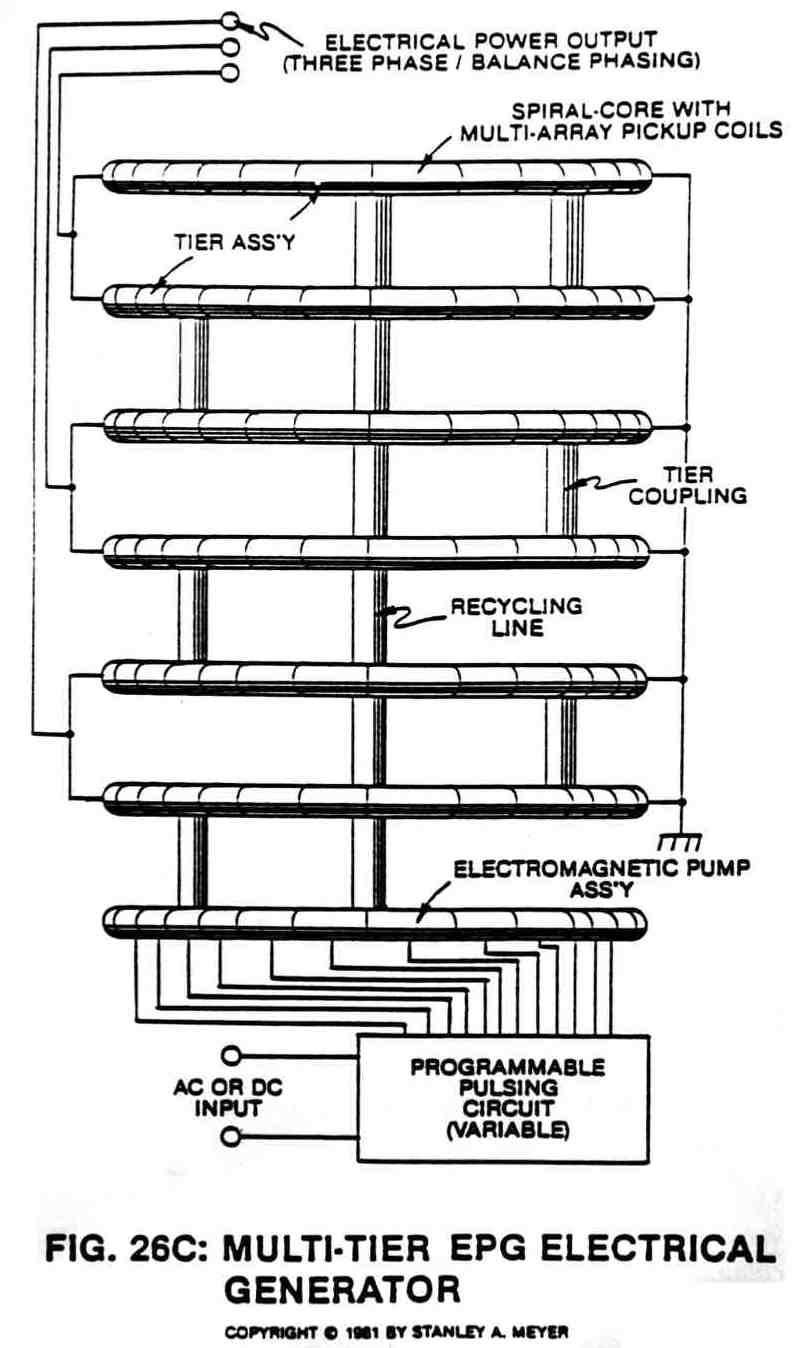 ELECTRICAL POWER OUTPUT
(THREE PHASE / BALANCE PHASING)
SPIRAL-CORE WITH
MULTI-ARRAY PICKUP COILS
TIER ASS'Y
TIER
COUPLING
RECYCLING
LINE
ELECTROMAGNETIC PUMP
ASS'Y
AC OR DC
INPUT
PROGRAMMABLE
PULSING
CIRCUIT
(VARIABLE)
FIG. 26C: MULTI-TIER EPG ELECTRICAL
GENERATOR
COPYRIGHT © 1981 BY STANLEY A. MEYER